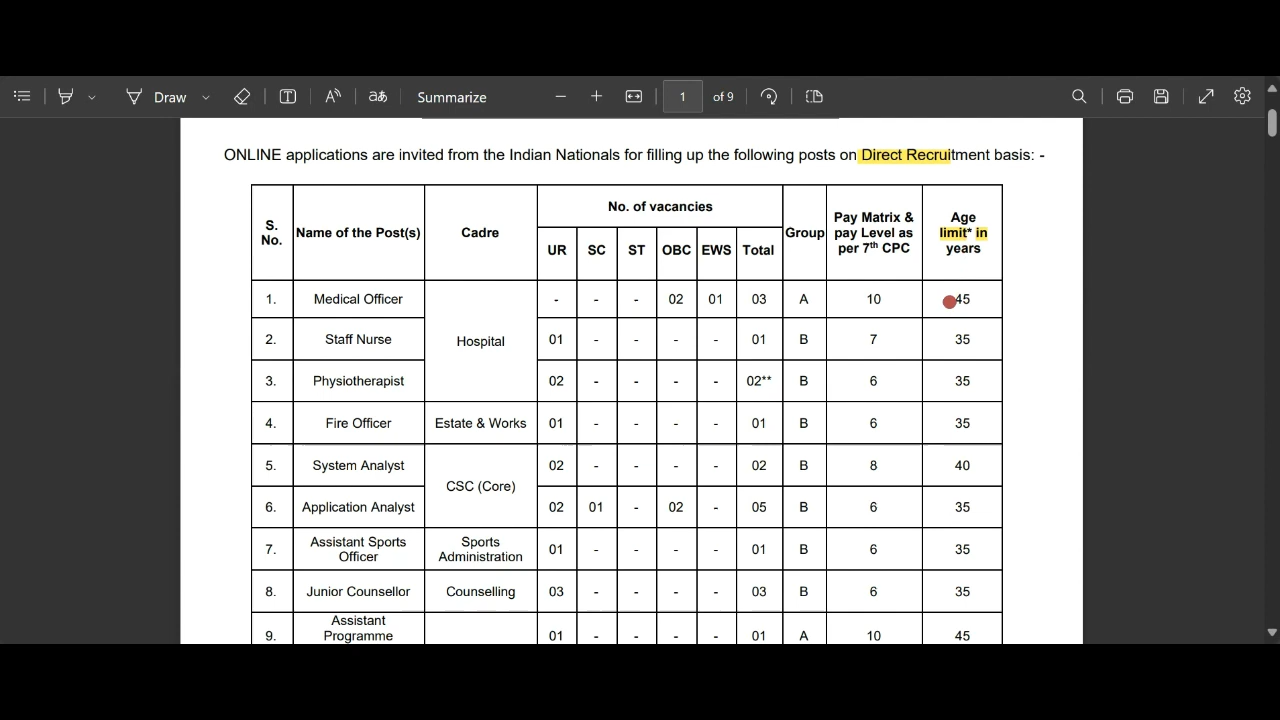 Draw
Summarize
1 of 9
ONLINE applications are invited from the Indian Nationals for filling up the following posts on Direct Recruitment basis: -
S. No. Name of the Post(s) Cadre No. of vacancies Group Pay Matrix & pay Level as per 7th CPC Age limit* in years
UR SC ST OBC EWS Total
1. Medical Officer Hospital - - - 02 01 03 A 10 45
2. Staff Nurse 01 - - - - 01 B 7 35
3. Physiotherapist 02 - - - - 02** B 6 35
4. Fire Officer Estate & Works 01 - - - - 01 B 6 35
5. System Analyst CSC (Core) 02 - - - - 02 B 8 40
6. Application Analyst 02 01 - 02 - 05 B 6 35
7. Assistant Sports Officer Sports Administration 01 - - - - 01 B 6 35
8. Junior Counsellor Counselling 03 - - - - 03 B 6 35
9. Assistant Programme 01 - - - - 01 A 10 45